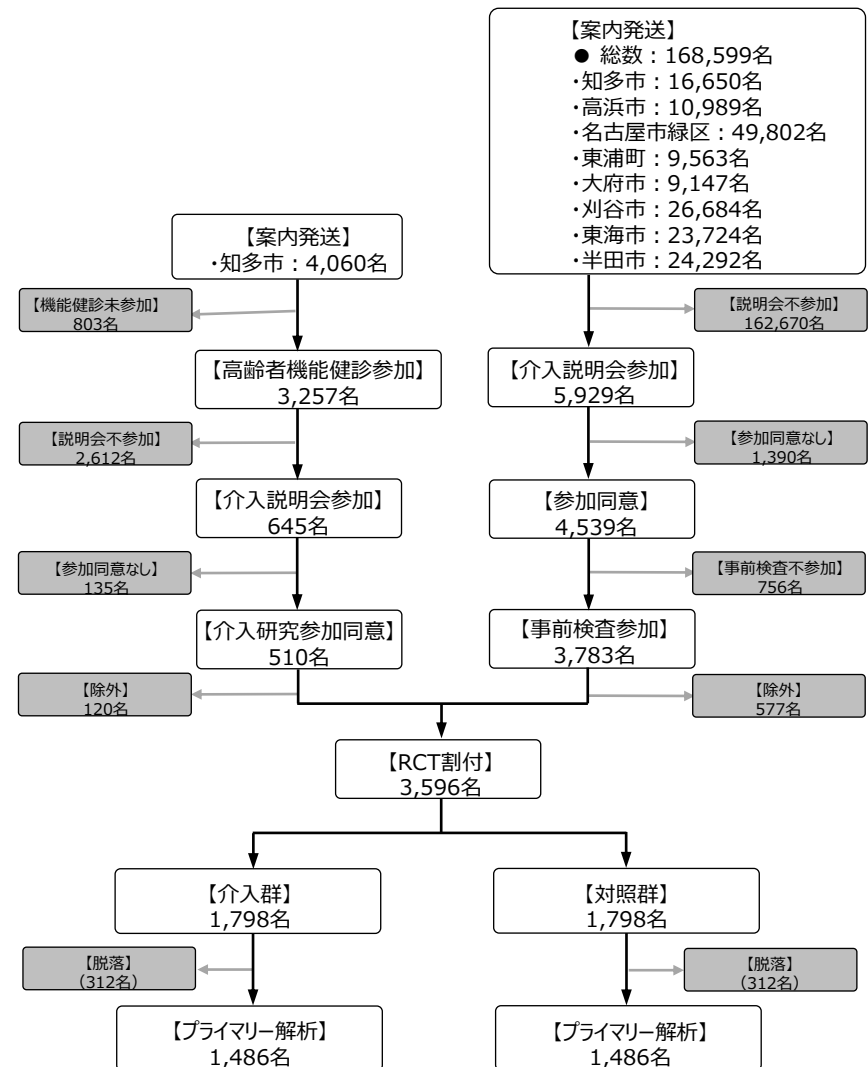 【案内発送】
● 総数：168,599名
・知多市：16,650名
・高浜市：10,989名
・名古屋市緑区：49,802名
・東浦町：9,563名
・大府市：9,147名
・刈谷市：26,684名
・東海市：23,724名
・半田市：24,292名
【案内発送】
・知多市：4,060名
【機能健診未参加】
803名
【説明会不参加】
162,670名
【高齢者機能健診参加】
3,257名
【介入説明会参加】
5,929名
【説明会不参加】
2,612名
【参加同意なし】
1,390名
【介入説明会参加】
645名
【参加同意】
4,539名
【参加同意なし】
135名
【事前検査不参加】
756名
【介入研究参加同意】
510名
【事前検査参加】
3,783名
【除外】
120名
【除外】
577名
【RCT割付】
3,596名
【介入群】
1,798名
【対照群】
1,798名
【脱落】
（312名）
【脱落】
（312名）
【プライマリー解析】
1,486名
【プライマリー解析】
1,486名